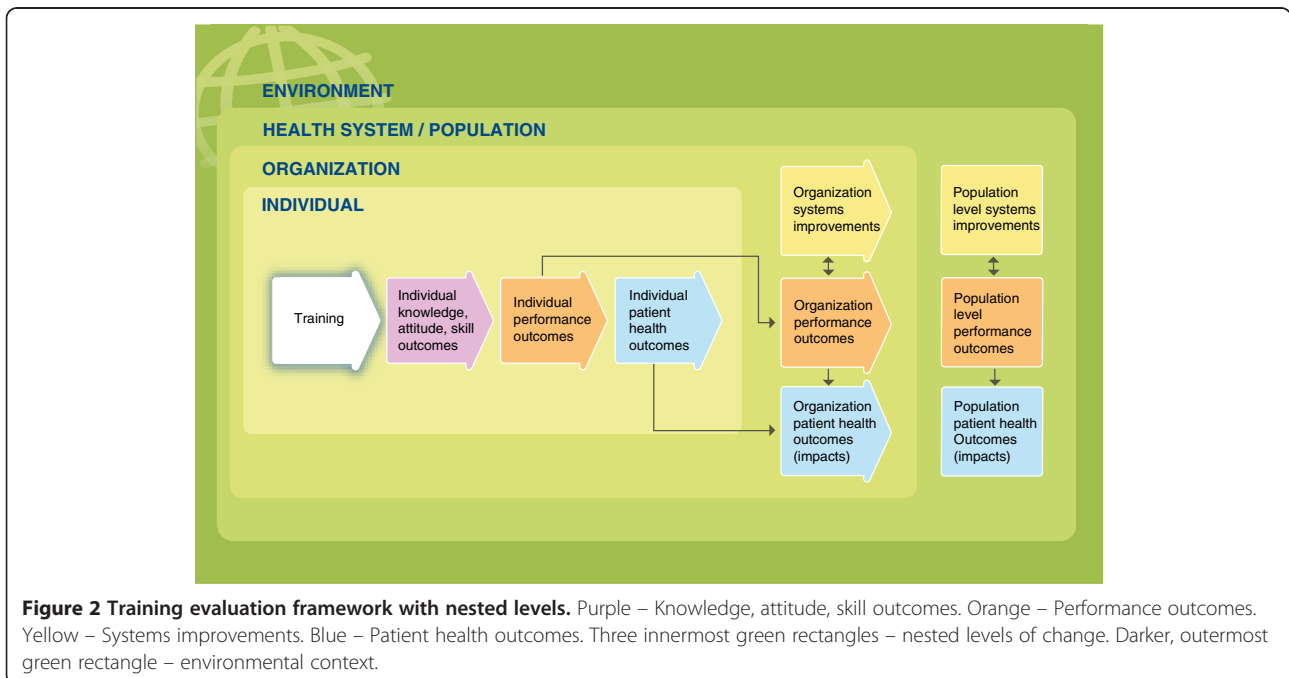 ENVIRONMENT
HEALTH SYSTEM / POPULATION
ORGANIZATION
INDIVIDUAL
Training
Individual
knowledge,
attitude, skill
outcomes
Individual
performance
outcomes
Individual
patient
health
outcomes
Organization
systems
improvements
Organization
performance
outcomes
Organization
patient health
outcomes
(impacts)
Population
level systems
improvements
Population
level
performance
outcomes
Population
patient health
Outcomes
(impacts)
Figure 2 Training evaluation framework with nested levels. Purple – Knowledge, attitude, skill outcomes. Orange – Performance outcomes.
Yellow – Systems improvements. Blue – Patient health outcomes. Three innermost green rectangles – nested levels of change. Darker, outermost
green rectangle – environmental context.